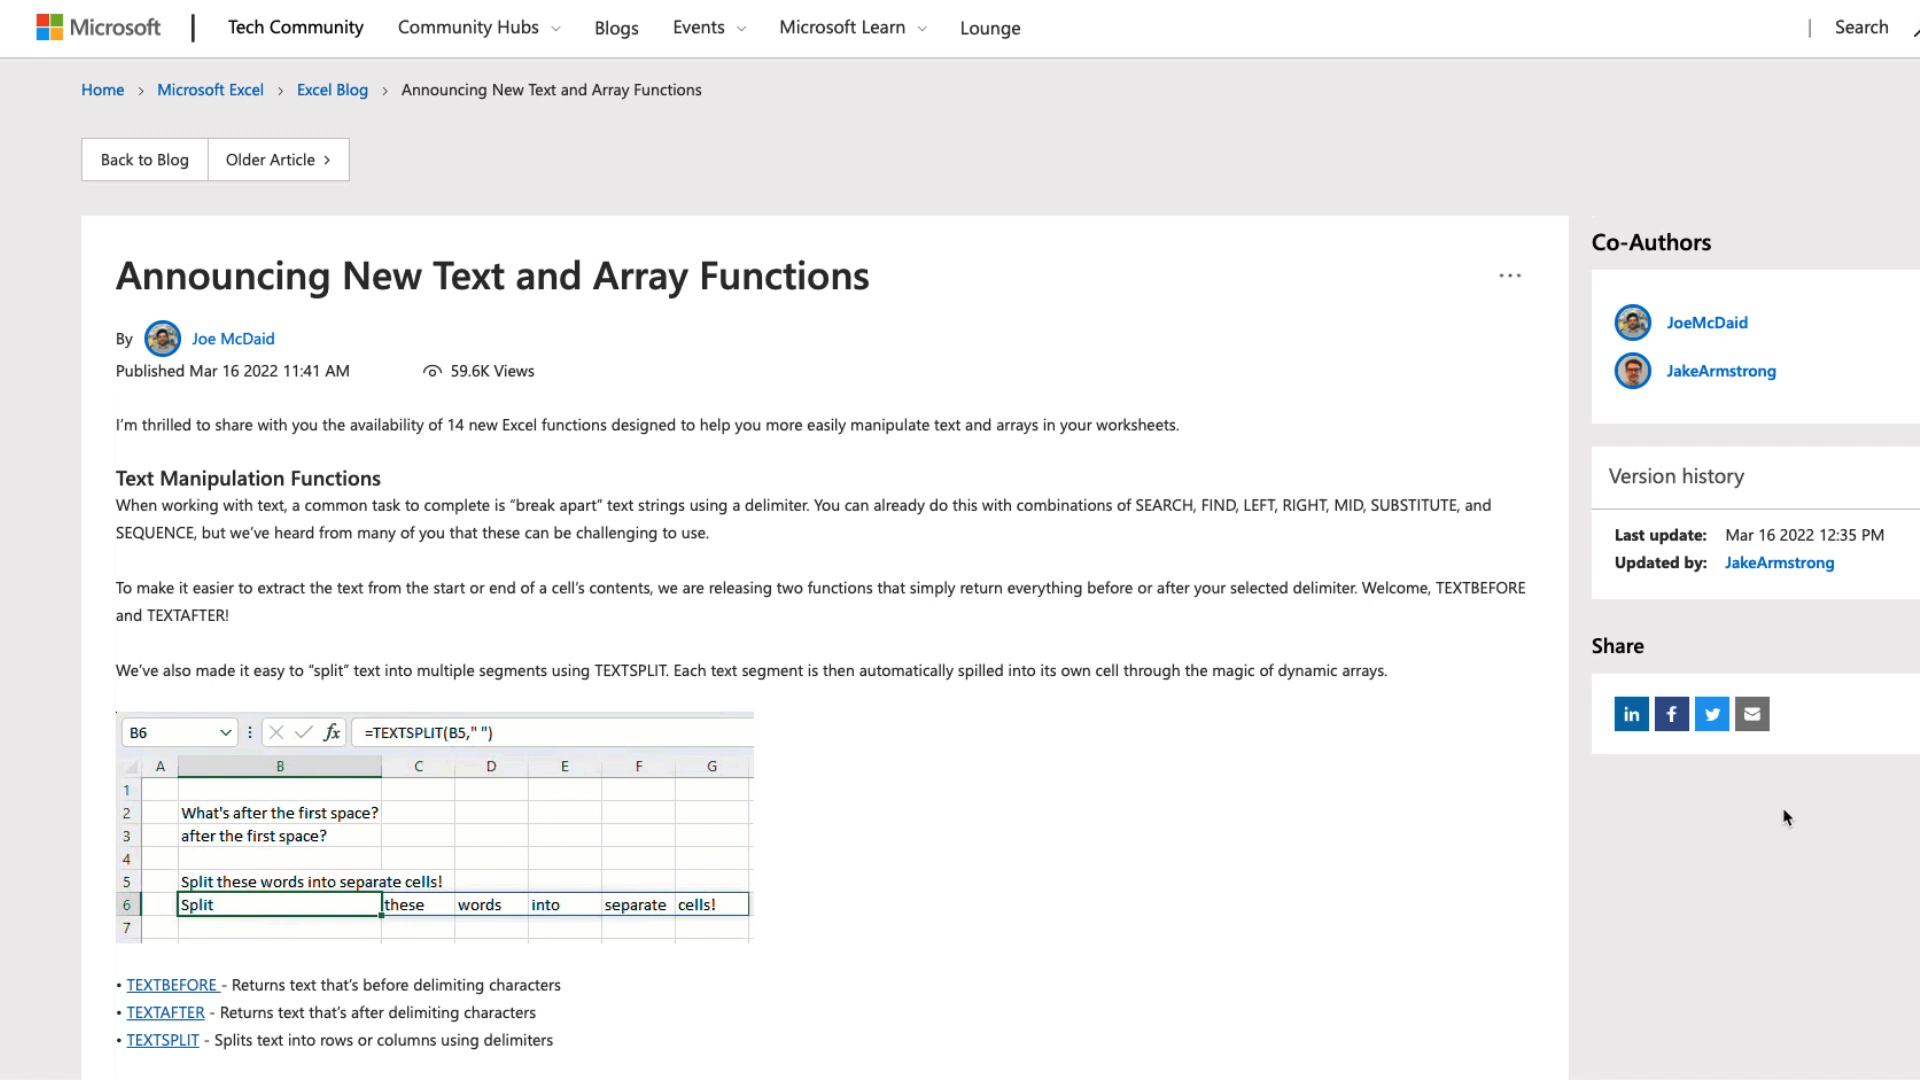 Microsoft | Tech Community Community Hubs Blogs Events Microsoft Learn Lounge | Search
Home > Microsoft Excel > Excel Blog > Announcing New Text and Array Functions
Back to Blog Older Article >
Announcing New Text and Array Functions
By Joe McDaid
Published Mar 16 2022 11:41 AM 59.6K Views
I'm thrilled to share with you the availability of 14 new Excel functions designed to help you more easily manipulate text and arrays in your worksheets.
Text Manipulation Functions
When working with text, a common task to complete is “break apart” text strings using a delimiter. You can already do this with combinations of SEARCH, FIND, LEFT, RIGHT, MID, SUBSTITUTE, and
SEQUENCE, but we've heard from many of you that these can be challenging to use.
To make it easier to extract the text from the start or end of a cell's contents, we are releasing two functions that simply return everything before or after your selected delimiter. Welcome, TEXTBEFORE
and TEXTAFTER!
We've also made it easy to “split” text into multiple segments using TEXTSPLIT. Each text segment is then automatically spilled into its own cell through the magic of dynamic arrays.
B6 fx =TEXTSPLIT(B5," ")
A B C D E F G
1
2 What's after the first space?
3 after the first space?
4
5 Split these words into separate cells!
6 Split these words into separate cells!
7
• TEXTBEFORE - Returns text that's before delimiting characters
• TEXTAFTER - Returns text that's after delimiting characters
• TEXTSPLIT - Splits text into rows or columns using delimiters
Co-Authors
JoeMcDaid
JakeArmstrong
Version history
Last update: Mar 16 2022 12:35 PM
Updated by: JakeArmstrong
Share
in f